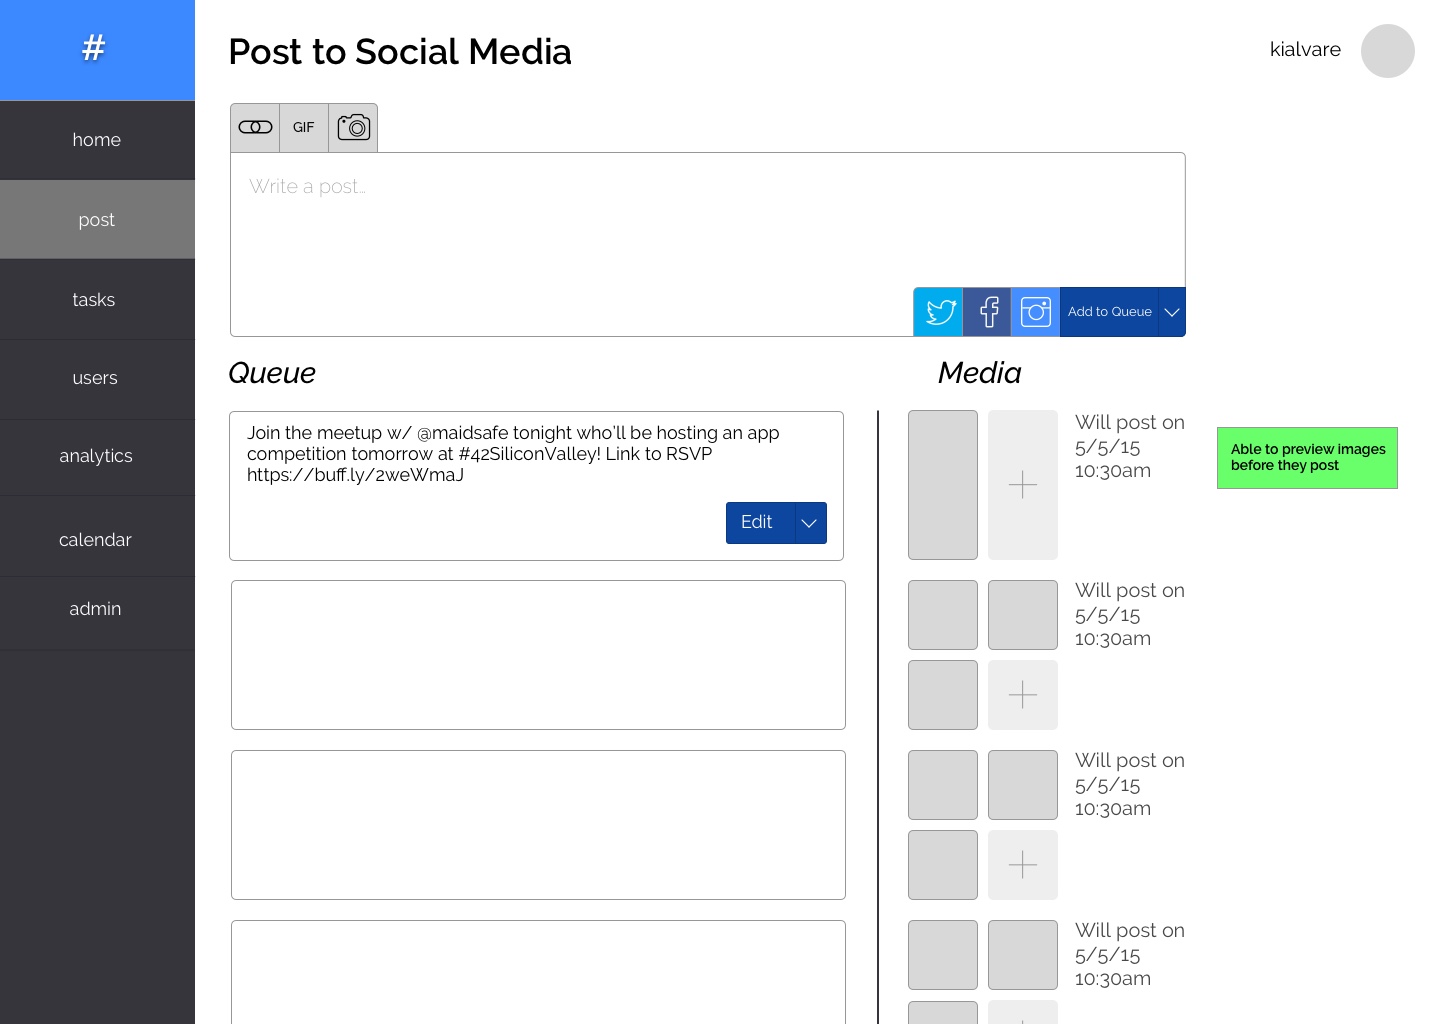 #
home
post
tasks
users
analytics
calendar
admin
Post to Social Media
kialvare
GIF
Write a post...
Add to Queue
Queue
Media
Join the meetup w/ @maidsafe tonight who'll be hosting an app
competition tomorrow at #42SiliconValley! Link to RSVP
https://buff.ly/2weWmaJ
Edit
Will post on
5/5/15
10:30am
Able to preview images
before they post
Will post on
5/5/15
10:30am
Will post on
5/5/15
10:30am
Will post on
5/5/15
10:30am